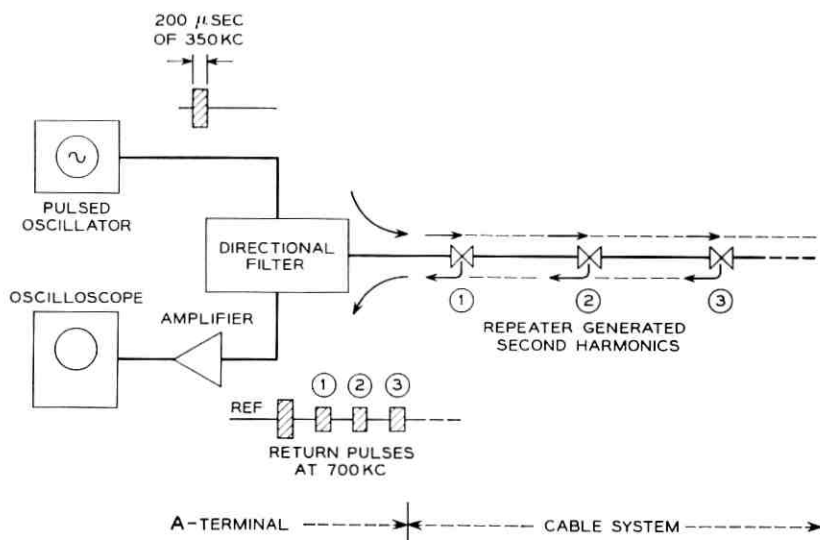 200 μSEC
OF 350KC
PULSED
OSCILLATOR
DIRECTIONAL
FILTER
OSCILLOSCOPE
AMPLIFIER
1
2
3
REPEATER GENERATED
SECOND HARMONICS
1
2
3
REF
RETURN PULSES
AT 700KC
A-TERMINAL
CABLE SYSTEM